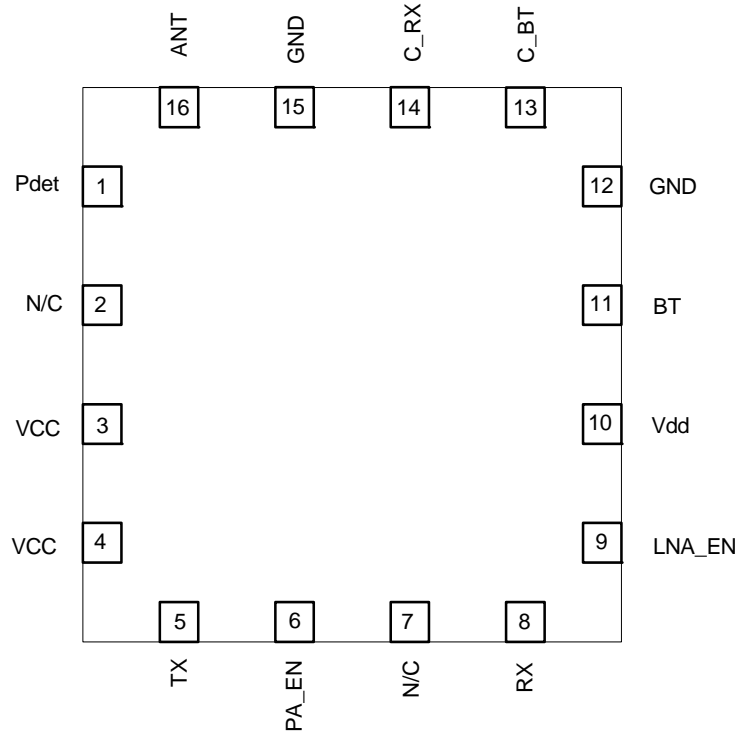 ANT
GND
C_RX
C_BT
16
15
14
13
Pdet
1
12
GND
N/C
2
11
BT
VCC
3
10
Vdd
VCC
4
9
LNA_EN
5
6
7
8
TX
PA_EN
N/C
RX